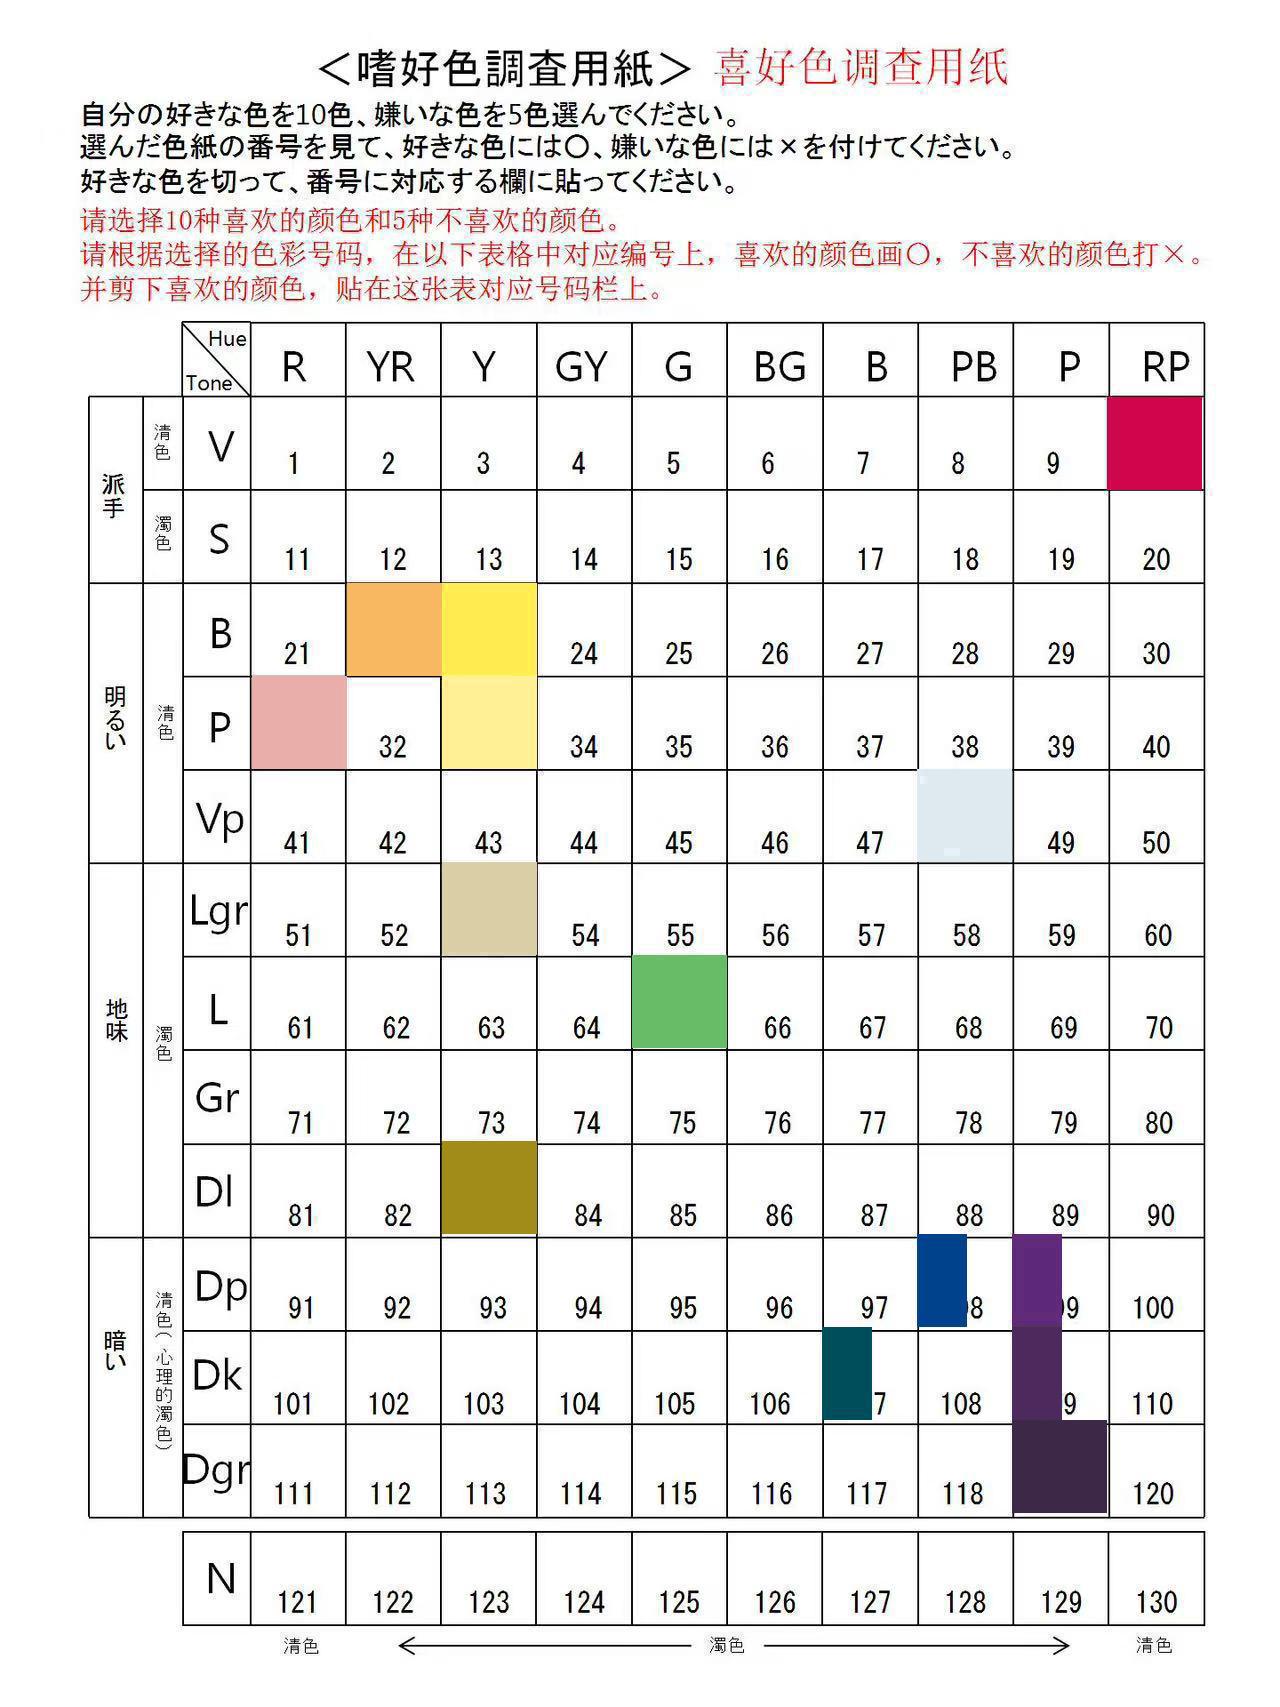 ＜嗜好色調査用紙＞ 喜好色调查用纸
自分の好きな色を10色、嫌いな色を5色選んでください。
選んだ色紙の番号を見て、好きな色には〇、嫌いな色には×を付けてください。
好きな色を切って、番号に対応する欄に貼ってください。
请选择10种喜欢的颜色和5种不喜欢的颜色。
请根据选择的色彩号码，在以下表格中对应编号上，喜欢的颜色画〇，不喜欢的颜色打×。
并剪下喜欢的颜色，贴在这张表对应号码栏上。
Hue Tone R YR Y GY G BG B PB P RP
派手 清色 V 1 2 3 4 5 6 7 8 9
濁色 S 11 12 13 14 15 16 17 18 19 20
明るい 清色 B 21 24 25 26 27 28 29 30
P 32 34 35 36 37 38 39 40
Vp 41 42 43 44 45 46 47 49 50
地味 濁色 Lgr 51 52 54 55 56 57 58 59 60
L 61 62 63 64 66 67 68 69 70
Gr 71 72 73 74 75 76 77 78 79 80
Dl 81 82 84 85 86 87 88 89 90
暗い 清色(心理的濁色) Dp 91 92 93 94 95 96 97 8 9 100
Dk 101 102 103 104 105 106 7 108 9 110
Dgr 111 112 113 114 115 116 117 118 120
N 121 122 123 124 125 126 127 128 129 130
清色 濁色 清色